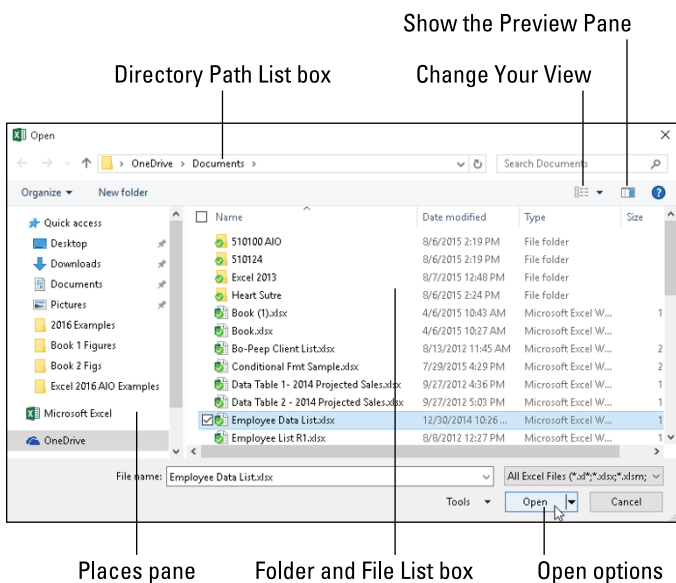 Show the Preview Pane
Directory Path List box
Change Your View
Open
OneDrive > Documents >
Search Documents
Organize
New folder
Name
Date modified
Type
Size
Quick access
Desktop
Downloads
Documents
Pictures
2016 Examples
Book 1 Figures
Book 2 Figs
Excel 2016 AIO Examples
Microsoft Excel
OneDrive
510100 AIO 8/6/2015 2:19 PM File folder
510124 8/6/2015 2:19 PM File folder
Excel 2013 8/7/2015 12:48 PM File folder
Heart Sutre 8/6/2015 2:24 PM File folder
Book (1).xlsx 4/6/2015 10:43 AM Microsoft Excel W... 1
Book.xlsx 4/6/2015 10:27 AM Microsoft Excel W...
Bo-Peep Client List.xlsx 8/13/2012 11:45 AM Microsoft Excel W... 2
Conditional Fmt Sample.xlsx 7/29/2015 4:29 PM Microsoft Excel W... 2
Data Table 1- 2014 Projected Sales.xlsx 9/27/2012 4:36 PM Microsoft Excel W... 1
Data Table 2 - 2014 Projected Sales.xlsx 9/27/2012 5:03 PM Microsoft Excel W... 1
Employee Data List.xlsx 12/30/2014 10:26 ... Microsoft Excel W... 1
Employee List R1.xlsx 8/8/2012 12:27 PM Microsoft Excel W... 1
File name: Employee Data List.xlsx
All Excel Files (*.xl*;*.xlsx;*.xlsm;
Tools
Open
Cancel
Places pane
Folder and File List box
Open options